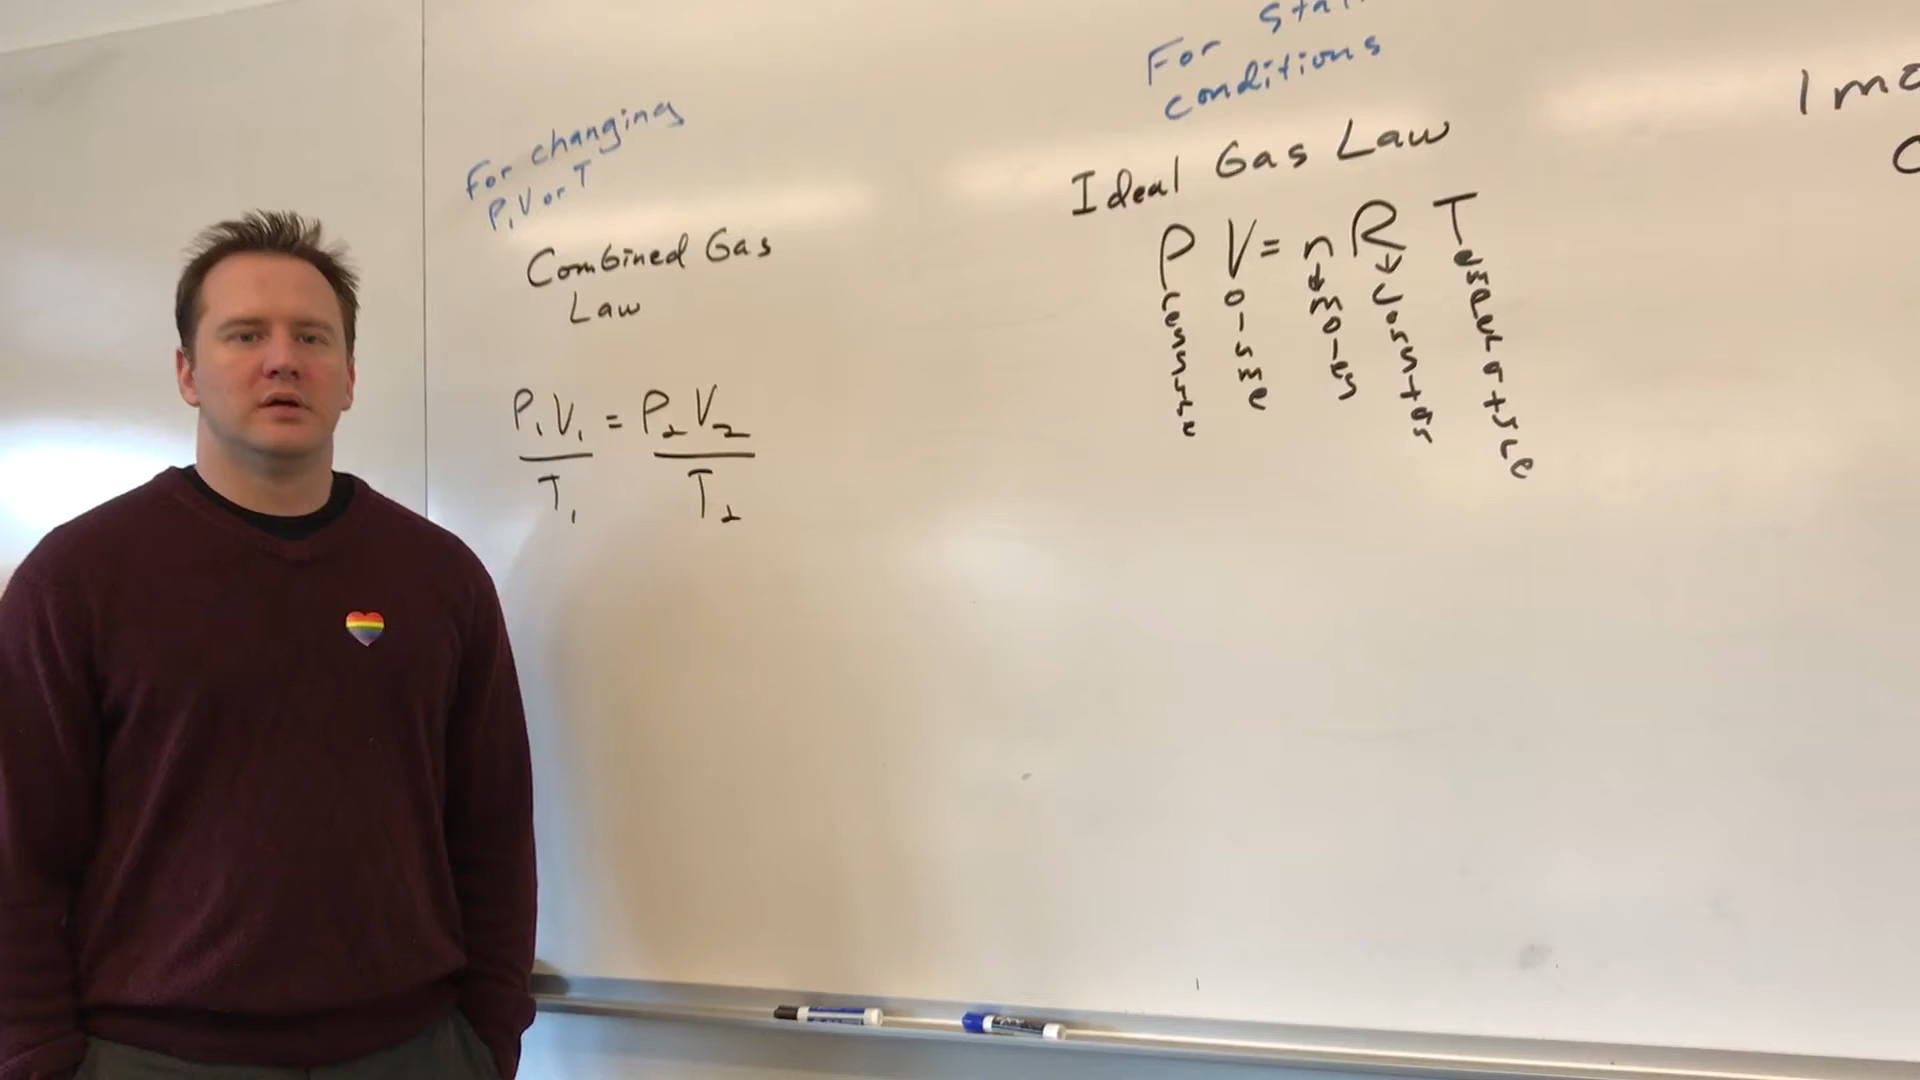 For changing
P, V or T
Combined Gas
Law
P₁V₁ = P₂V₂
T₁ T₂
For
conditions
Ideal Gas Law
P V = n R T
Pressure
Volume
moles
Temperature
1